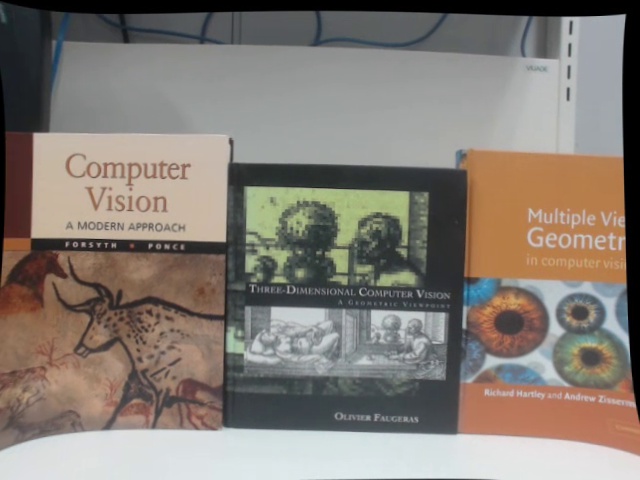 Computer
Vision
A MODERN APPROACH
FORSYTH PONCE
THREE-DIMENSIONAL COMPUTER VISION
A GEOMETRIC VIEWPOINT
OLIVIER FAUGERAS
Multiple Vie
Geometr
in computer visi
Richard Hartley and Andrew Zisserm